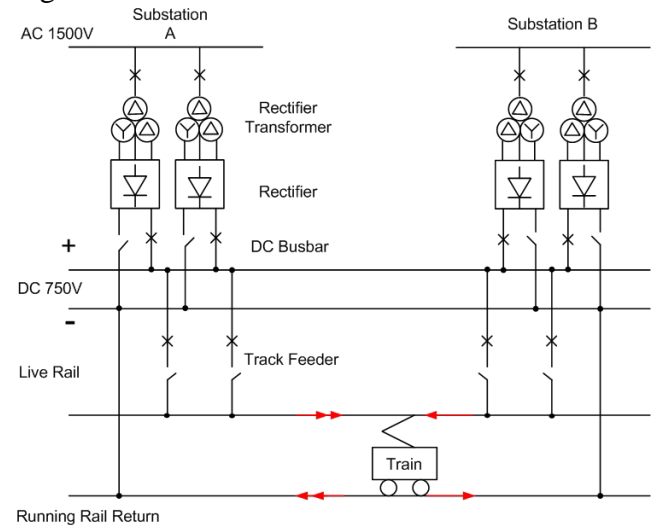 Substation
A
AC 1500V
Substation B
Rectifier
Transformer
Rectifier
+
DC Busbar
DC 750V
-
Track Feeder
Live Rail
Train
Running Rail Return